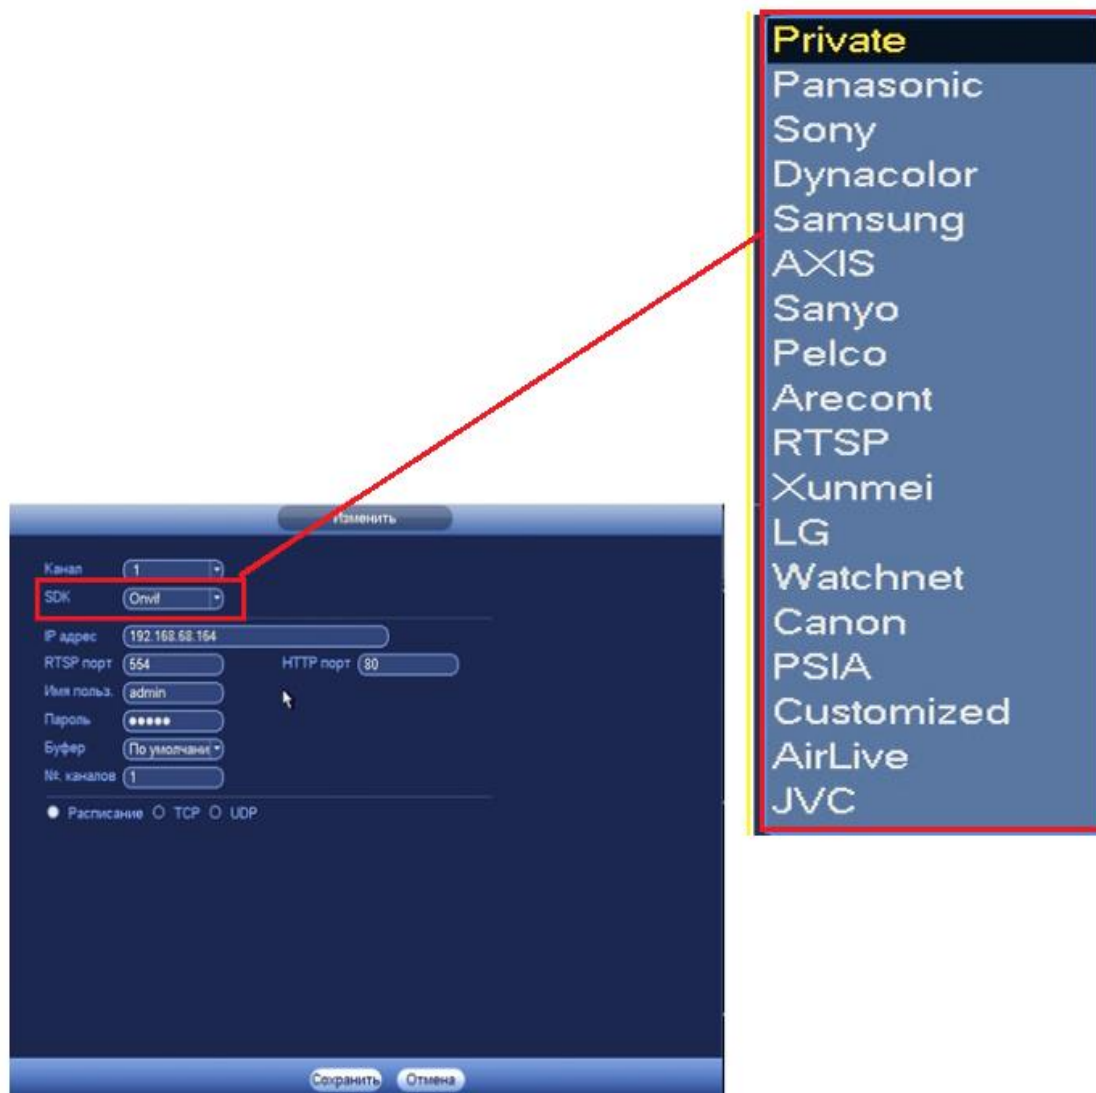 Private
Panasonic
Sony
Dynacolor
Samsung
AXIS
Sanyo
Pelco
Arecont
RTSP
Xunmei
LG
Watchnet
Canon
PSIA
Customized
AirLive
JVC
Изменить
Канал 1
SDK Onvif
IP адрес 192.168.68.164
RTSP порт 554 HTTP порт 80
Имя польз. admin
Пароль •••••
Буфер По умолчани
№. каналов 1
Расписание TCP UDP
Сохранить Отмена